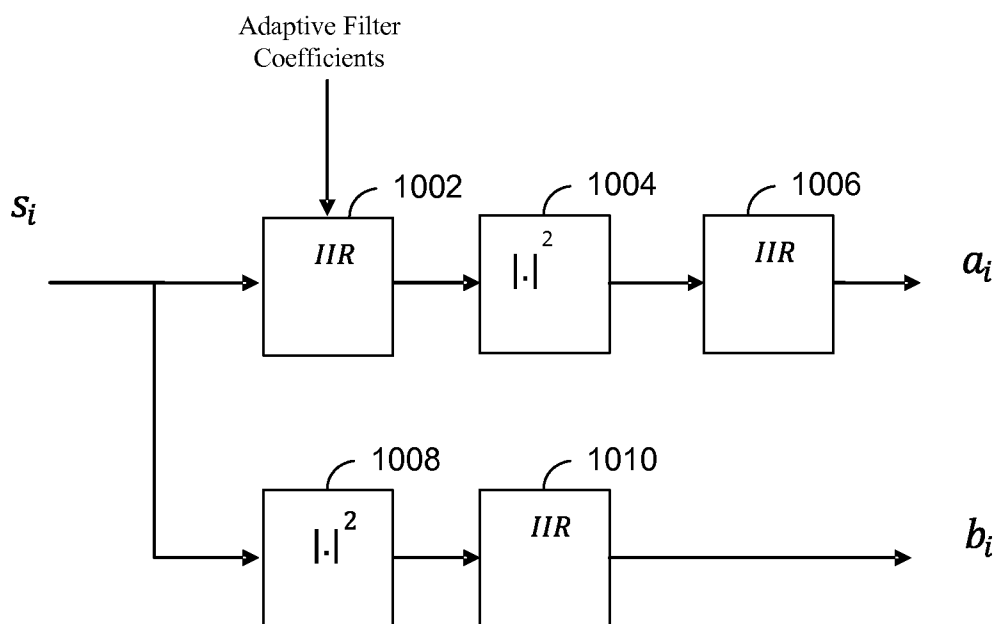 Adaptive Filter
Coefficients
1002
1004
1006
s_i
IIR
|.|^2
IIR
a_i
1008
1010
|.|^2
IIR
b_i